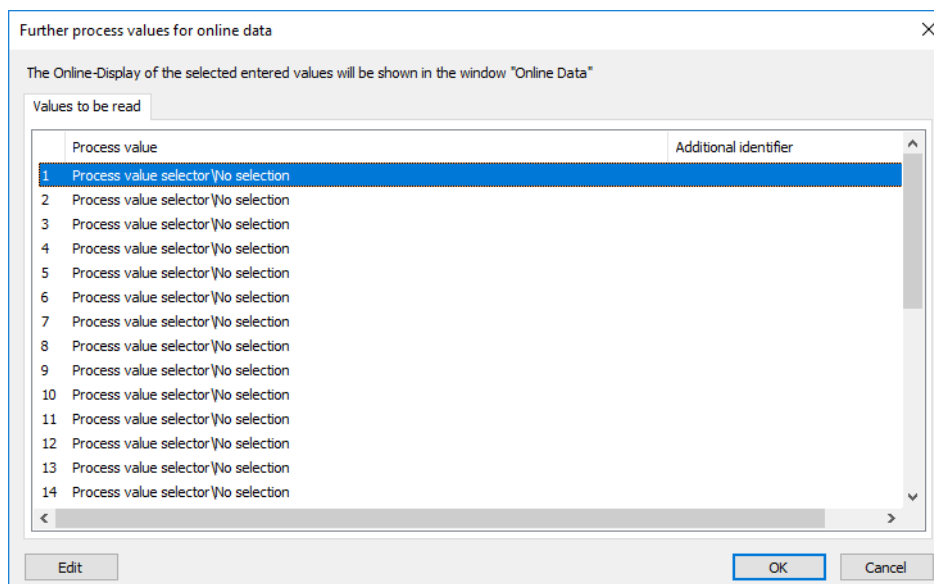 Further process values for online data
The Online-Display of the selected entered values will be shown in the window "Online Data"
Values to be read
Process value Additional identifier
1 Process value selector\No selection
2 Process value selector\No selection
3 Process value selector\No selection
4 Process value selector\No selection
5 Process value selector\No selection
6 Process value selector\No selection
7 Process value selector\No selection
8 Process value selector\No selection
9 Process value selector\No selection
10 Process value selector\No selection
11 Process value selector\No selection
12 Process value selector\No selection
13 Process value selector\No selection
14 Process value selector\No selection
Edit OK Cancel